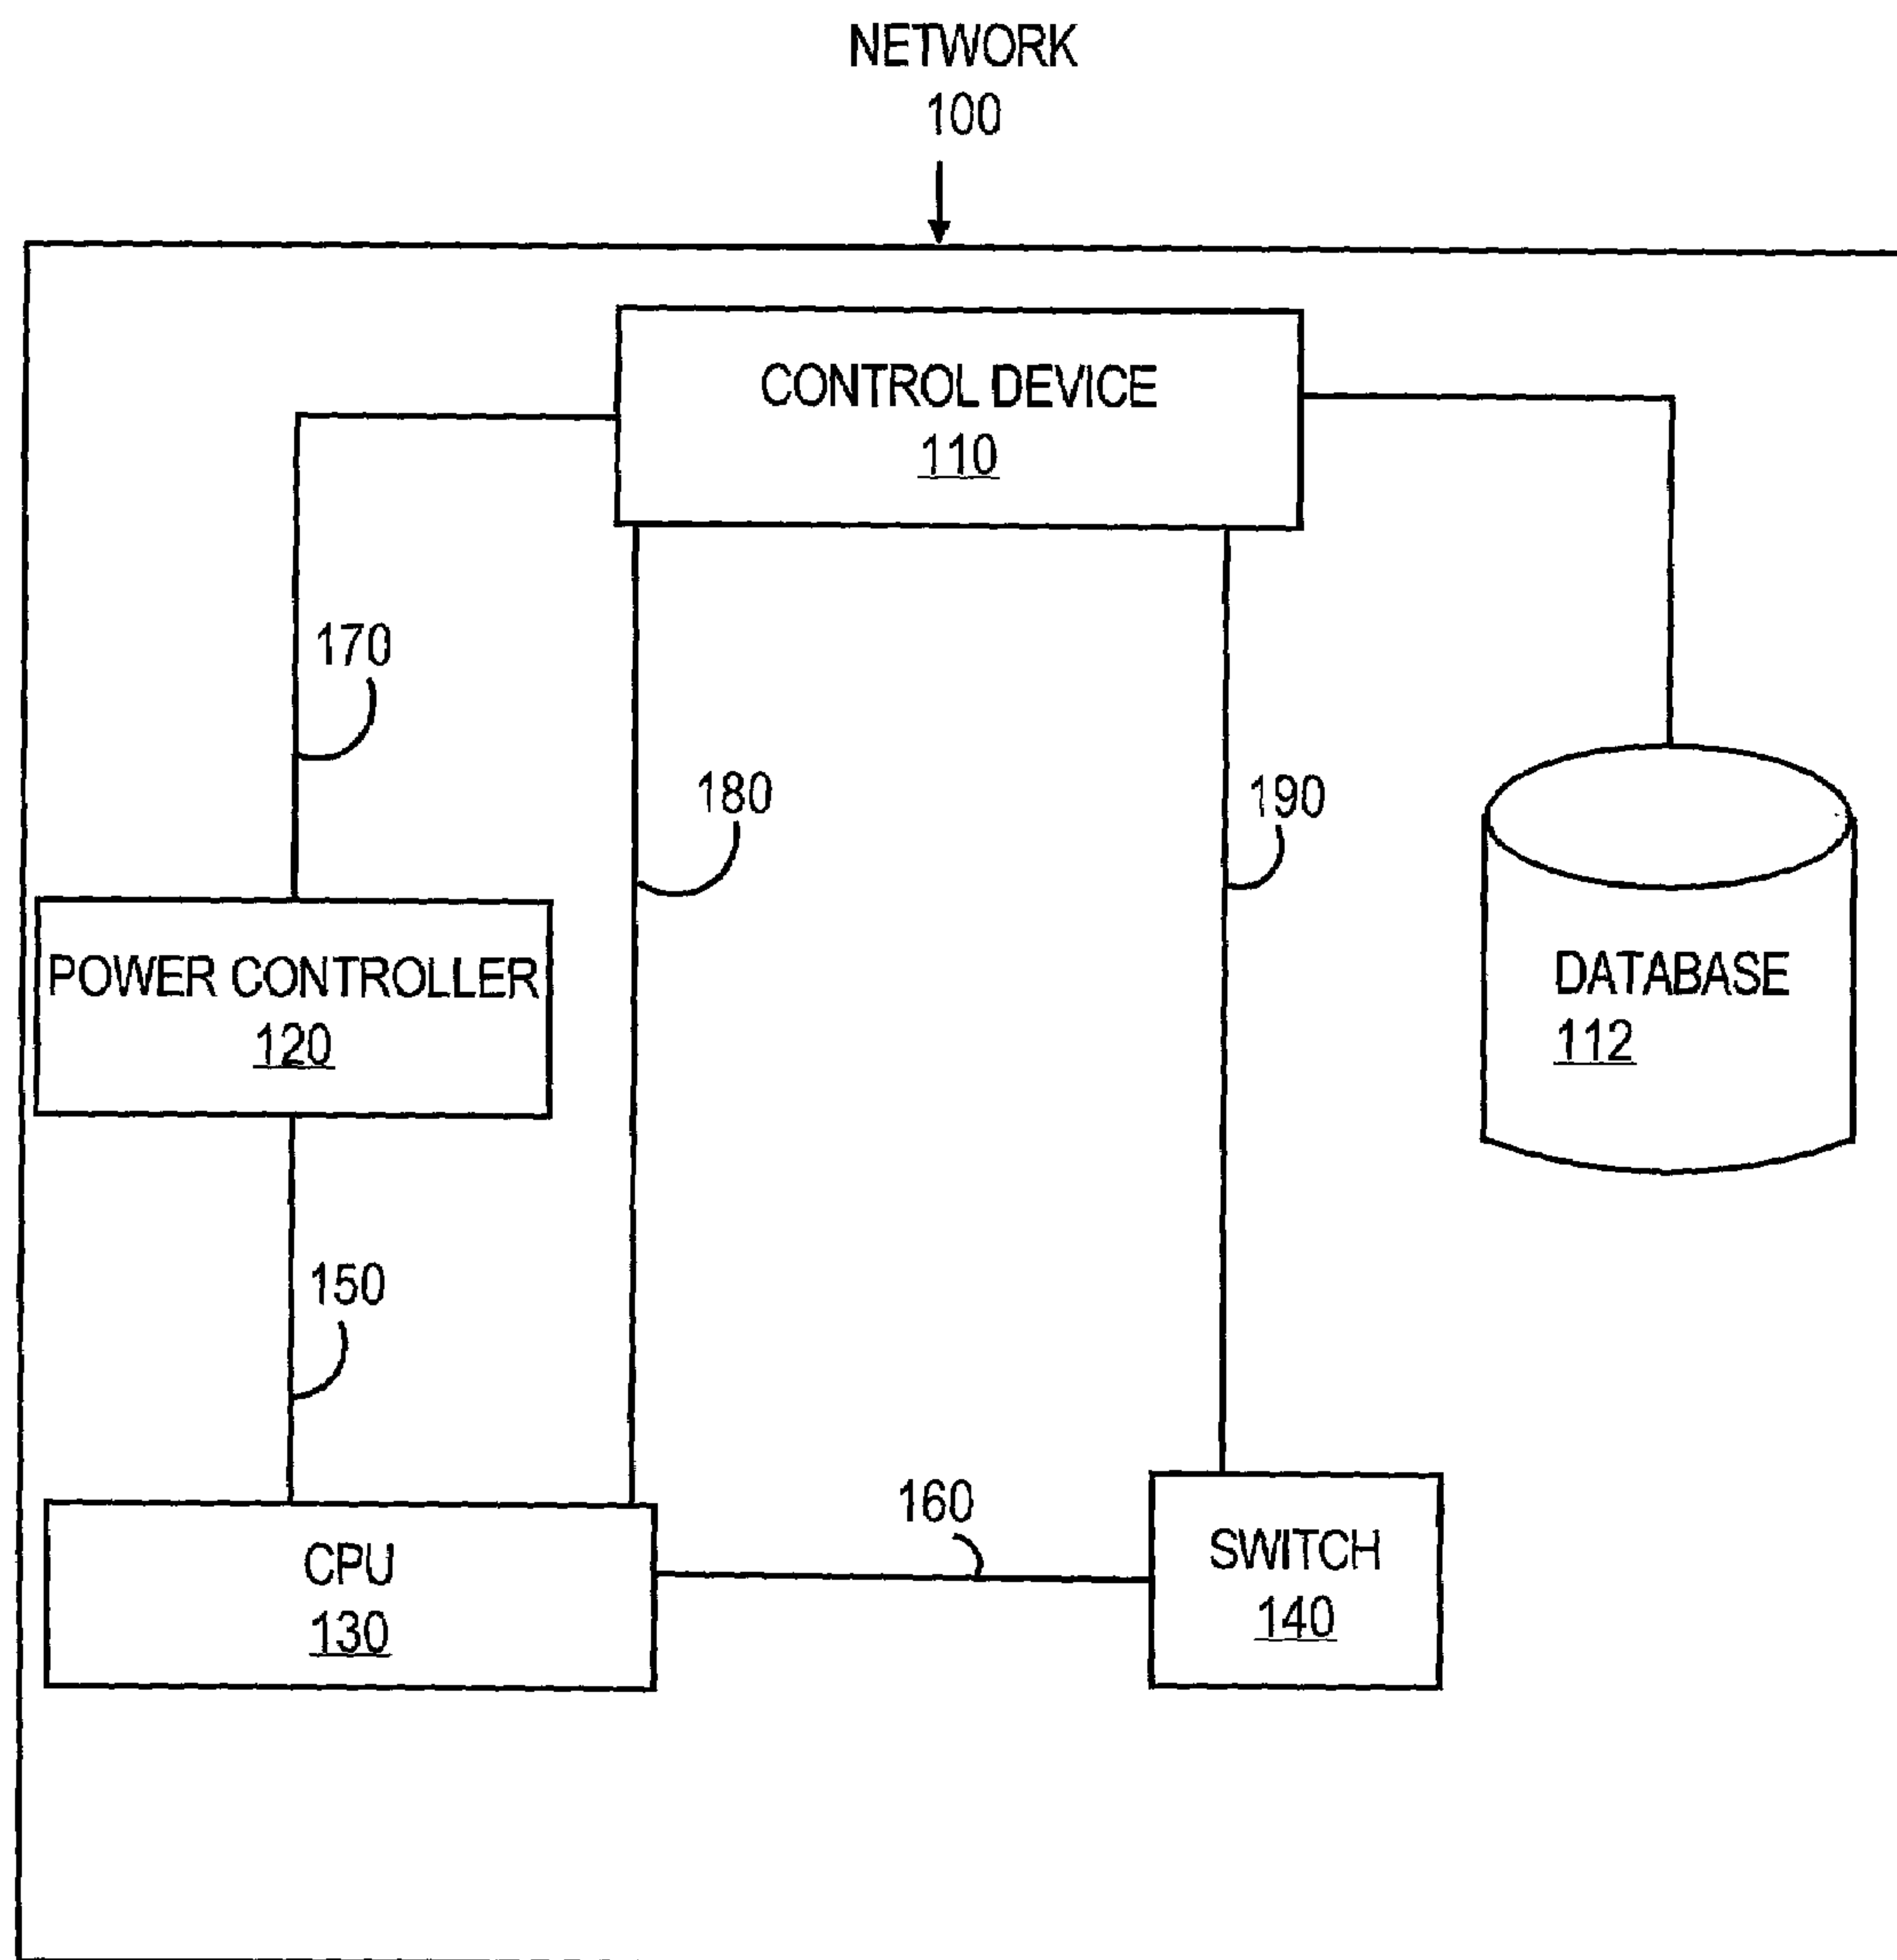 NETWORK
100
CONTROL DEVICE
110
170
180
190
POWER CONTROLLER
120
DATABASE
112
150
160
CPU
130
SWITCH
140